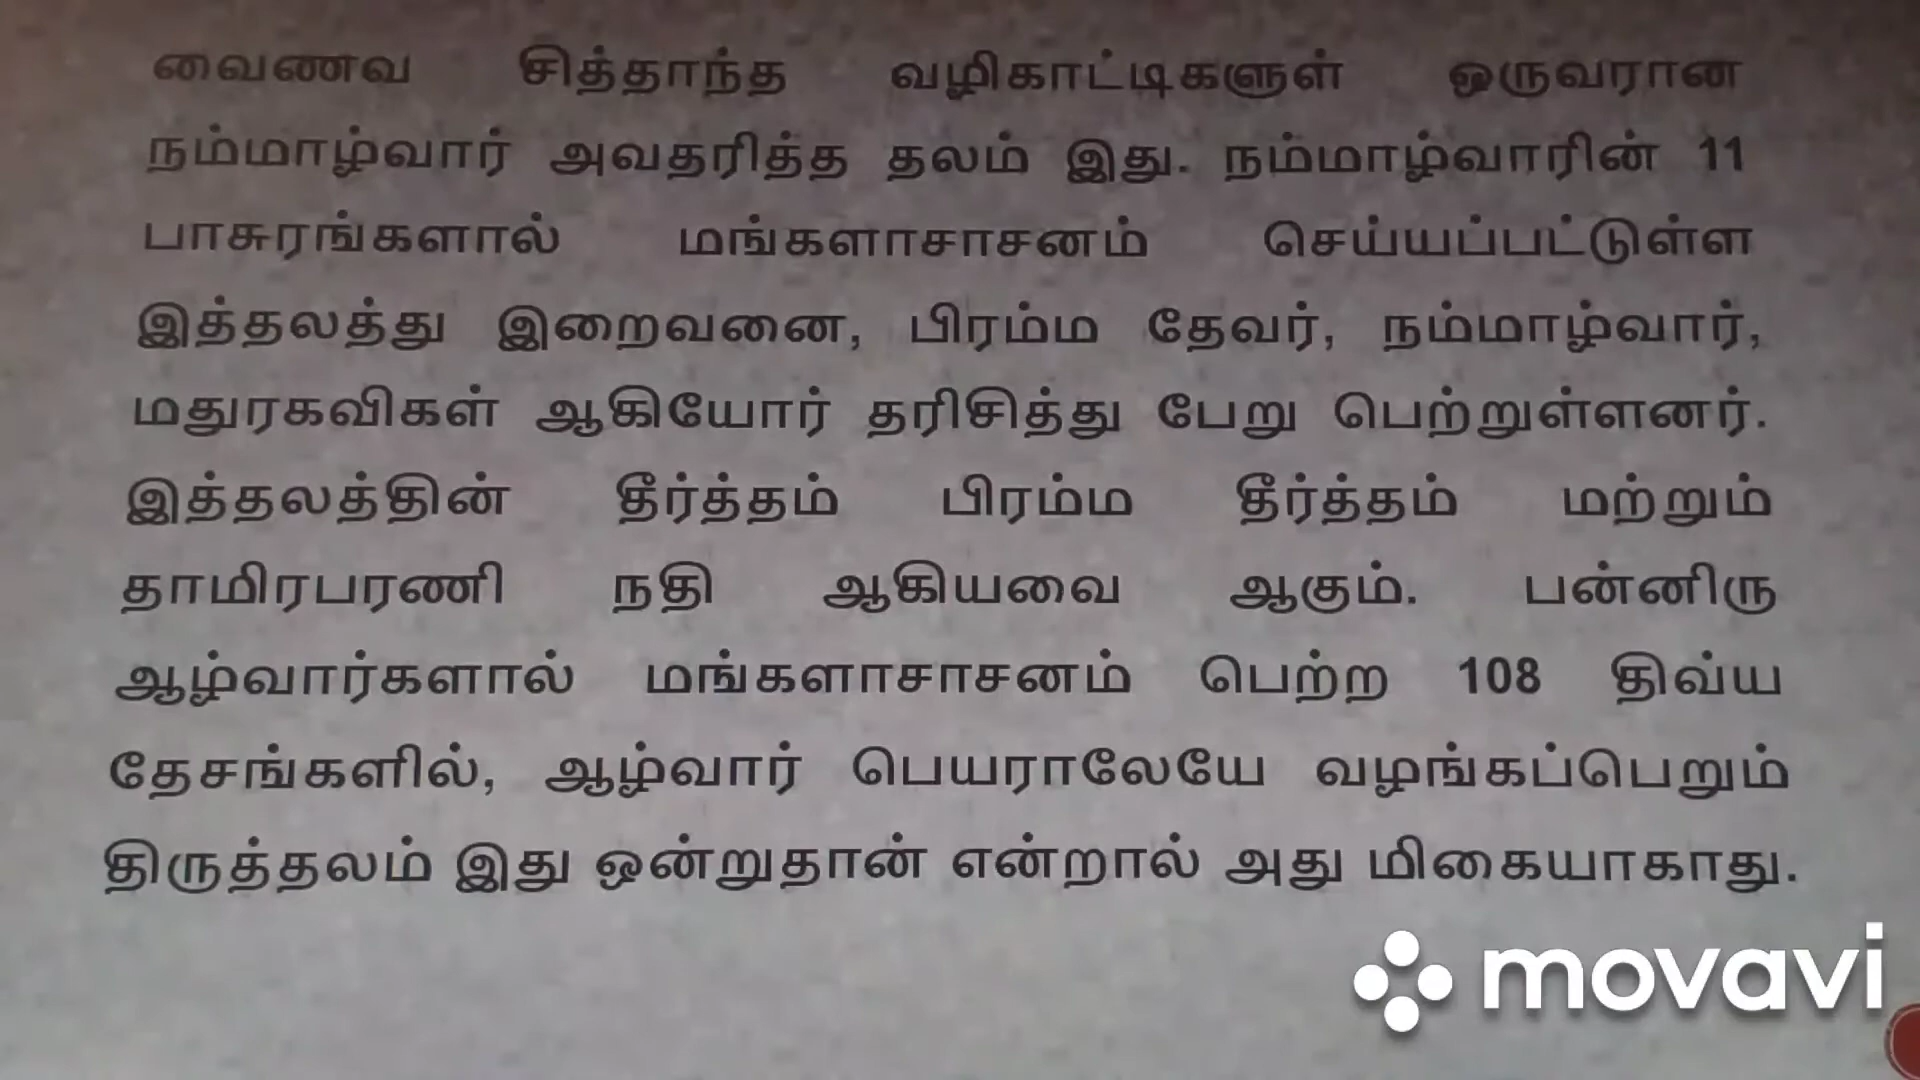 வைணவ சித்தாந்த வழிகாட்டிகளுள் ஒருவரான
நம்மாழ்வார் அவதரித்த தலம் இது. நம்மாழ்வாரின் 11
பாசுரங்களால் மங்களாசாசனம் செய்யப்பட்டுள்ள
இத்தலத்து இறைவனை, பிரம்ம தேவர், நம்மாழ்வார்,
மதுரகவிகள் ஆகியோர் தரிசித்து பேறு பெற்றுள்ளனர்.
இத்தலத்தின் தீர்த்தம் பிரம்ம தீர்த்தம் மற்றும்
தாமிரபரணி நதி ஆகியவை ஆகும். பன்னிரு
ஆழ்வார்களால் மங்களாசாசனம் பெற்ற 108 திவ்ய
தேசங்களில், ஆழ்வார் பெயராலேயே வழங்கப்பெறும்
திருத்தலம் இது ஒன்றுதான் என்றால் அது மிகையாகாது.
movavi